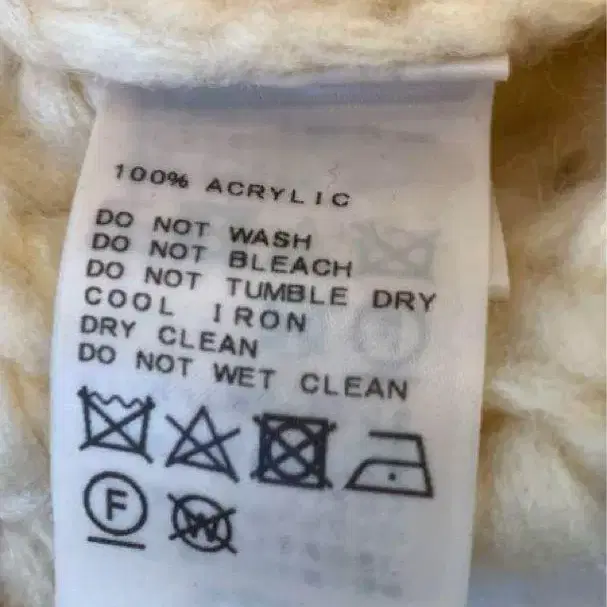 100% ACRYLIC
DO NOT WASH
DO NOT BLEACH
DO NOT TUMBLE DRY
COOL IRON
DRY CLEAN
DO NOT WET CLEAN
F W